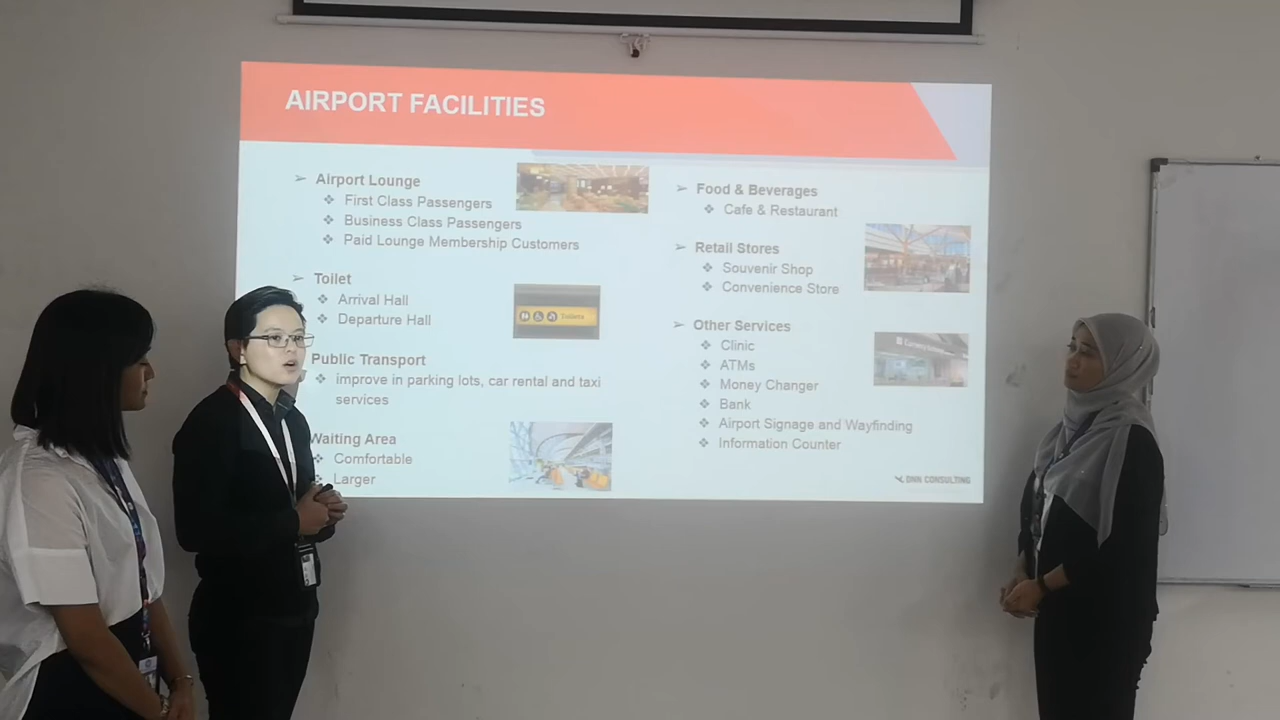 AIRPORT FACILITIES
➢ Airport Lounge
❖ First Class Passengers
❖ Business Class Passengers
❖ Paid Lounge Membership Customers
➢ Toilet
❖ Arrival Hall
❖ Departure Hall
Toilets
Public Transport
❖ improve in parking lots, car rental and taxi
services
Waiting Area
❖ Comfortable
❖ Larger
➢ Food & Beverages
❖ Cafe & Restaurant
➢ Retail Stores
❖ Souvenir Shop
❖ Convenience Store
➢ Other Services
❖ Clinic
❖ ATMs
❖ Money Changer
❖ Bank
❖ Airport Signage and Wayfinding
❖ Information Counter
DNN CONSULTING